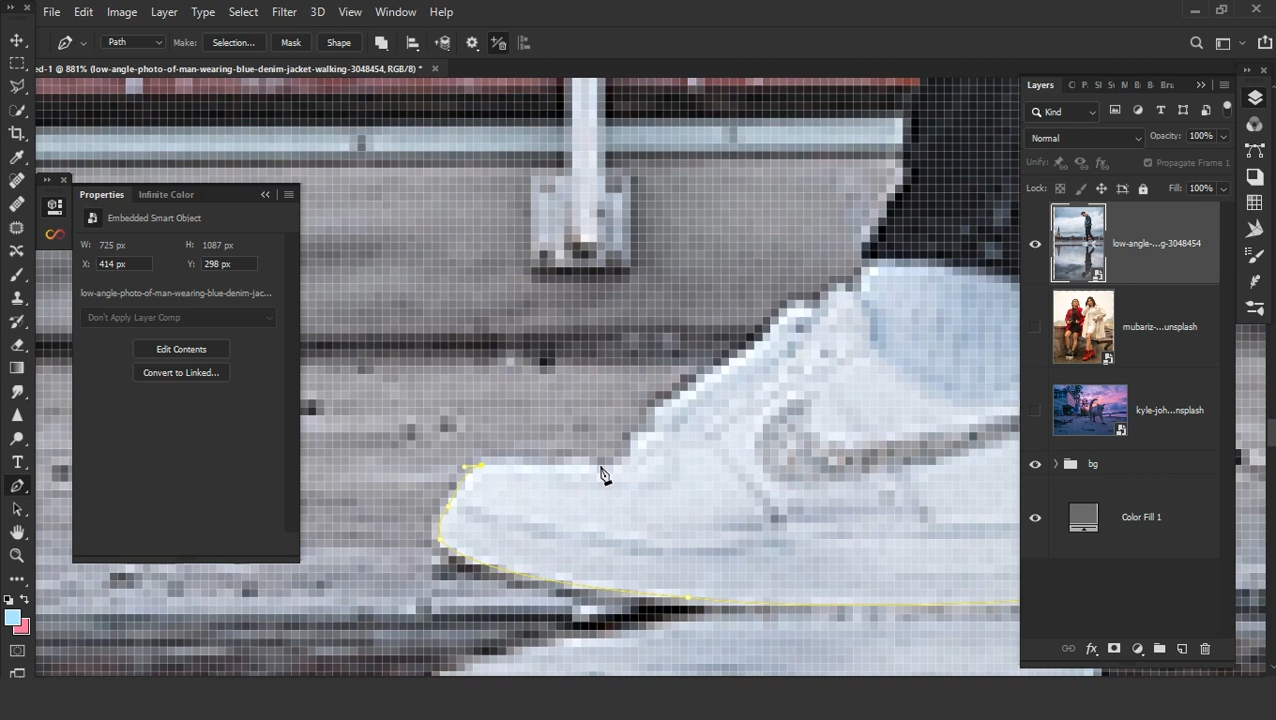 File Edit Image Layer Type Select Filter 3D View Window Help
Path Make: Selection... Mask Shape
ed-1 @ 881% (low-angle-photo-of-man-wearing-blue-denim-jacket-walking-3048454, RGB/8) *
Properties Infinite Color
Embedded Smart Object
W: 725 px H: 1087 px
X: 414 px Y: 298 px
low-angle-photo-of-man-wearing-blue-denim-jac...
Don't Apply Layer Comp
Edit Contents
Convert to Linked...
Layers
Kind
Normal Opacity: 100%
Unify: Propagate Frame 1
Lock: Fill: 100%
low-angle-...g-3048454
mubariz-...unsplash
kyle-joh...nsplash
bg
Color Fill 1